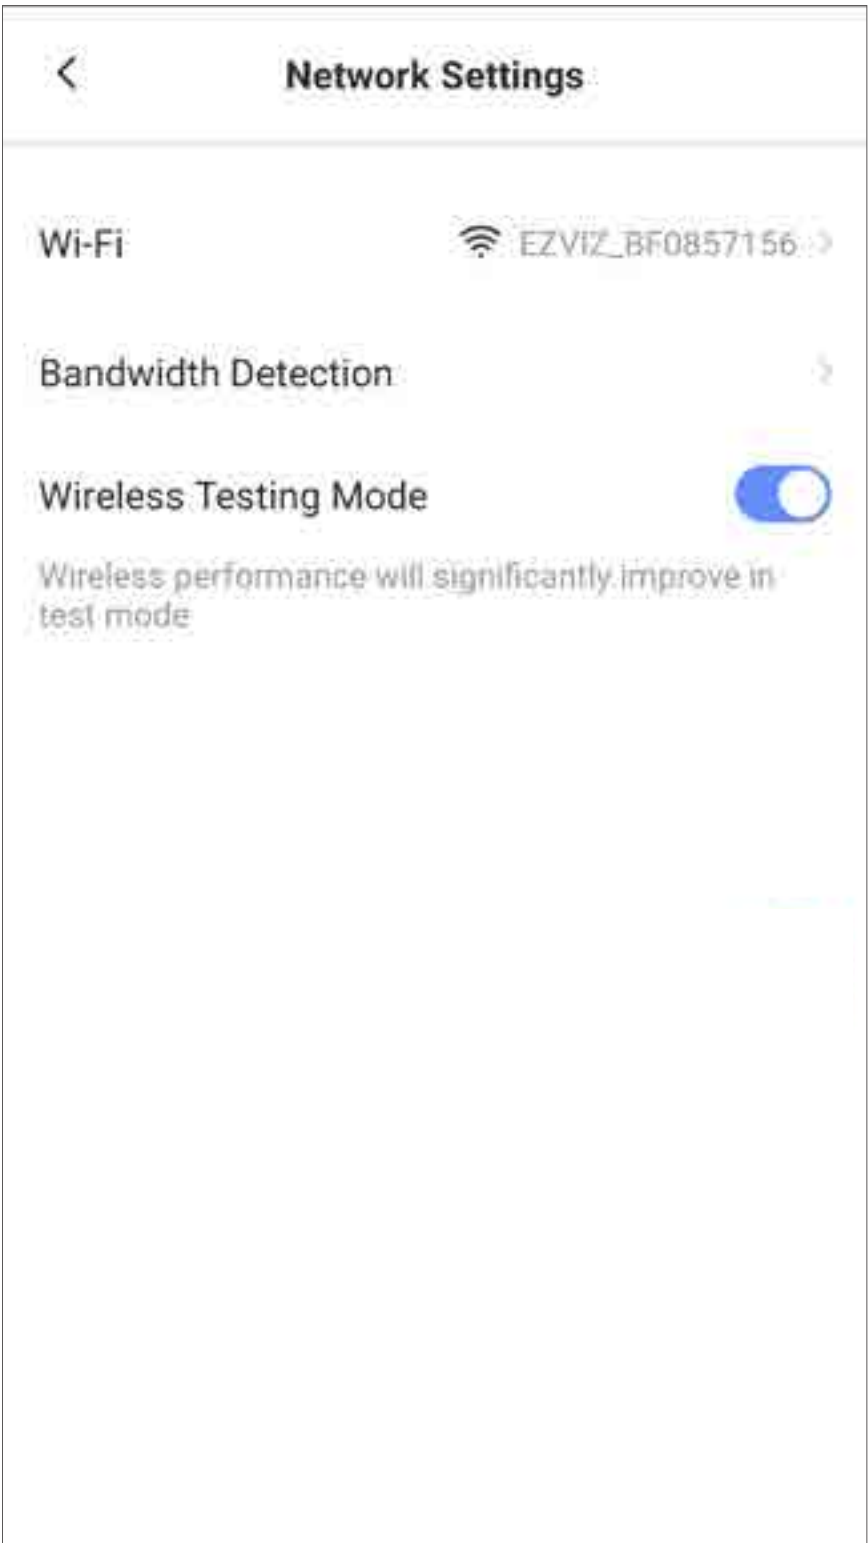 Network Settings
Wi-Fi EZVIZ_BF0857156
Bandwidth Detection
Wireless Testing Mode
Wireless performance will significantly improve in
test mode